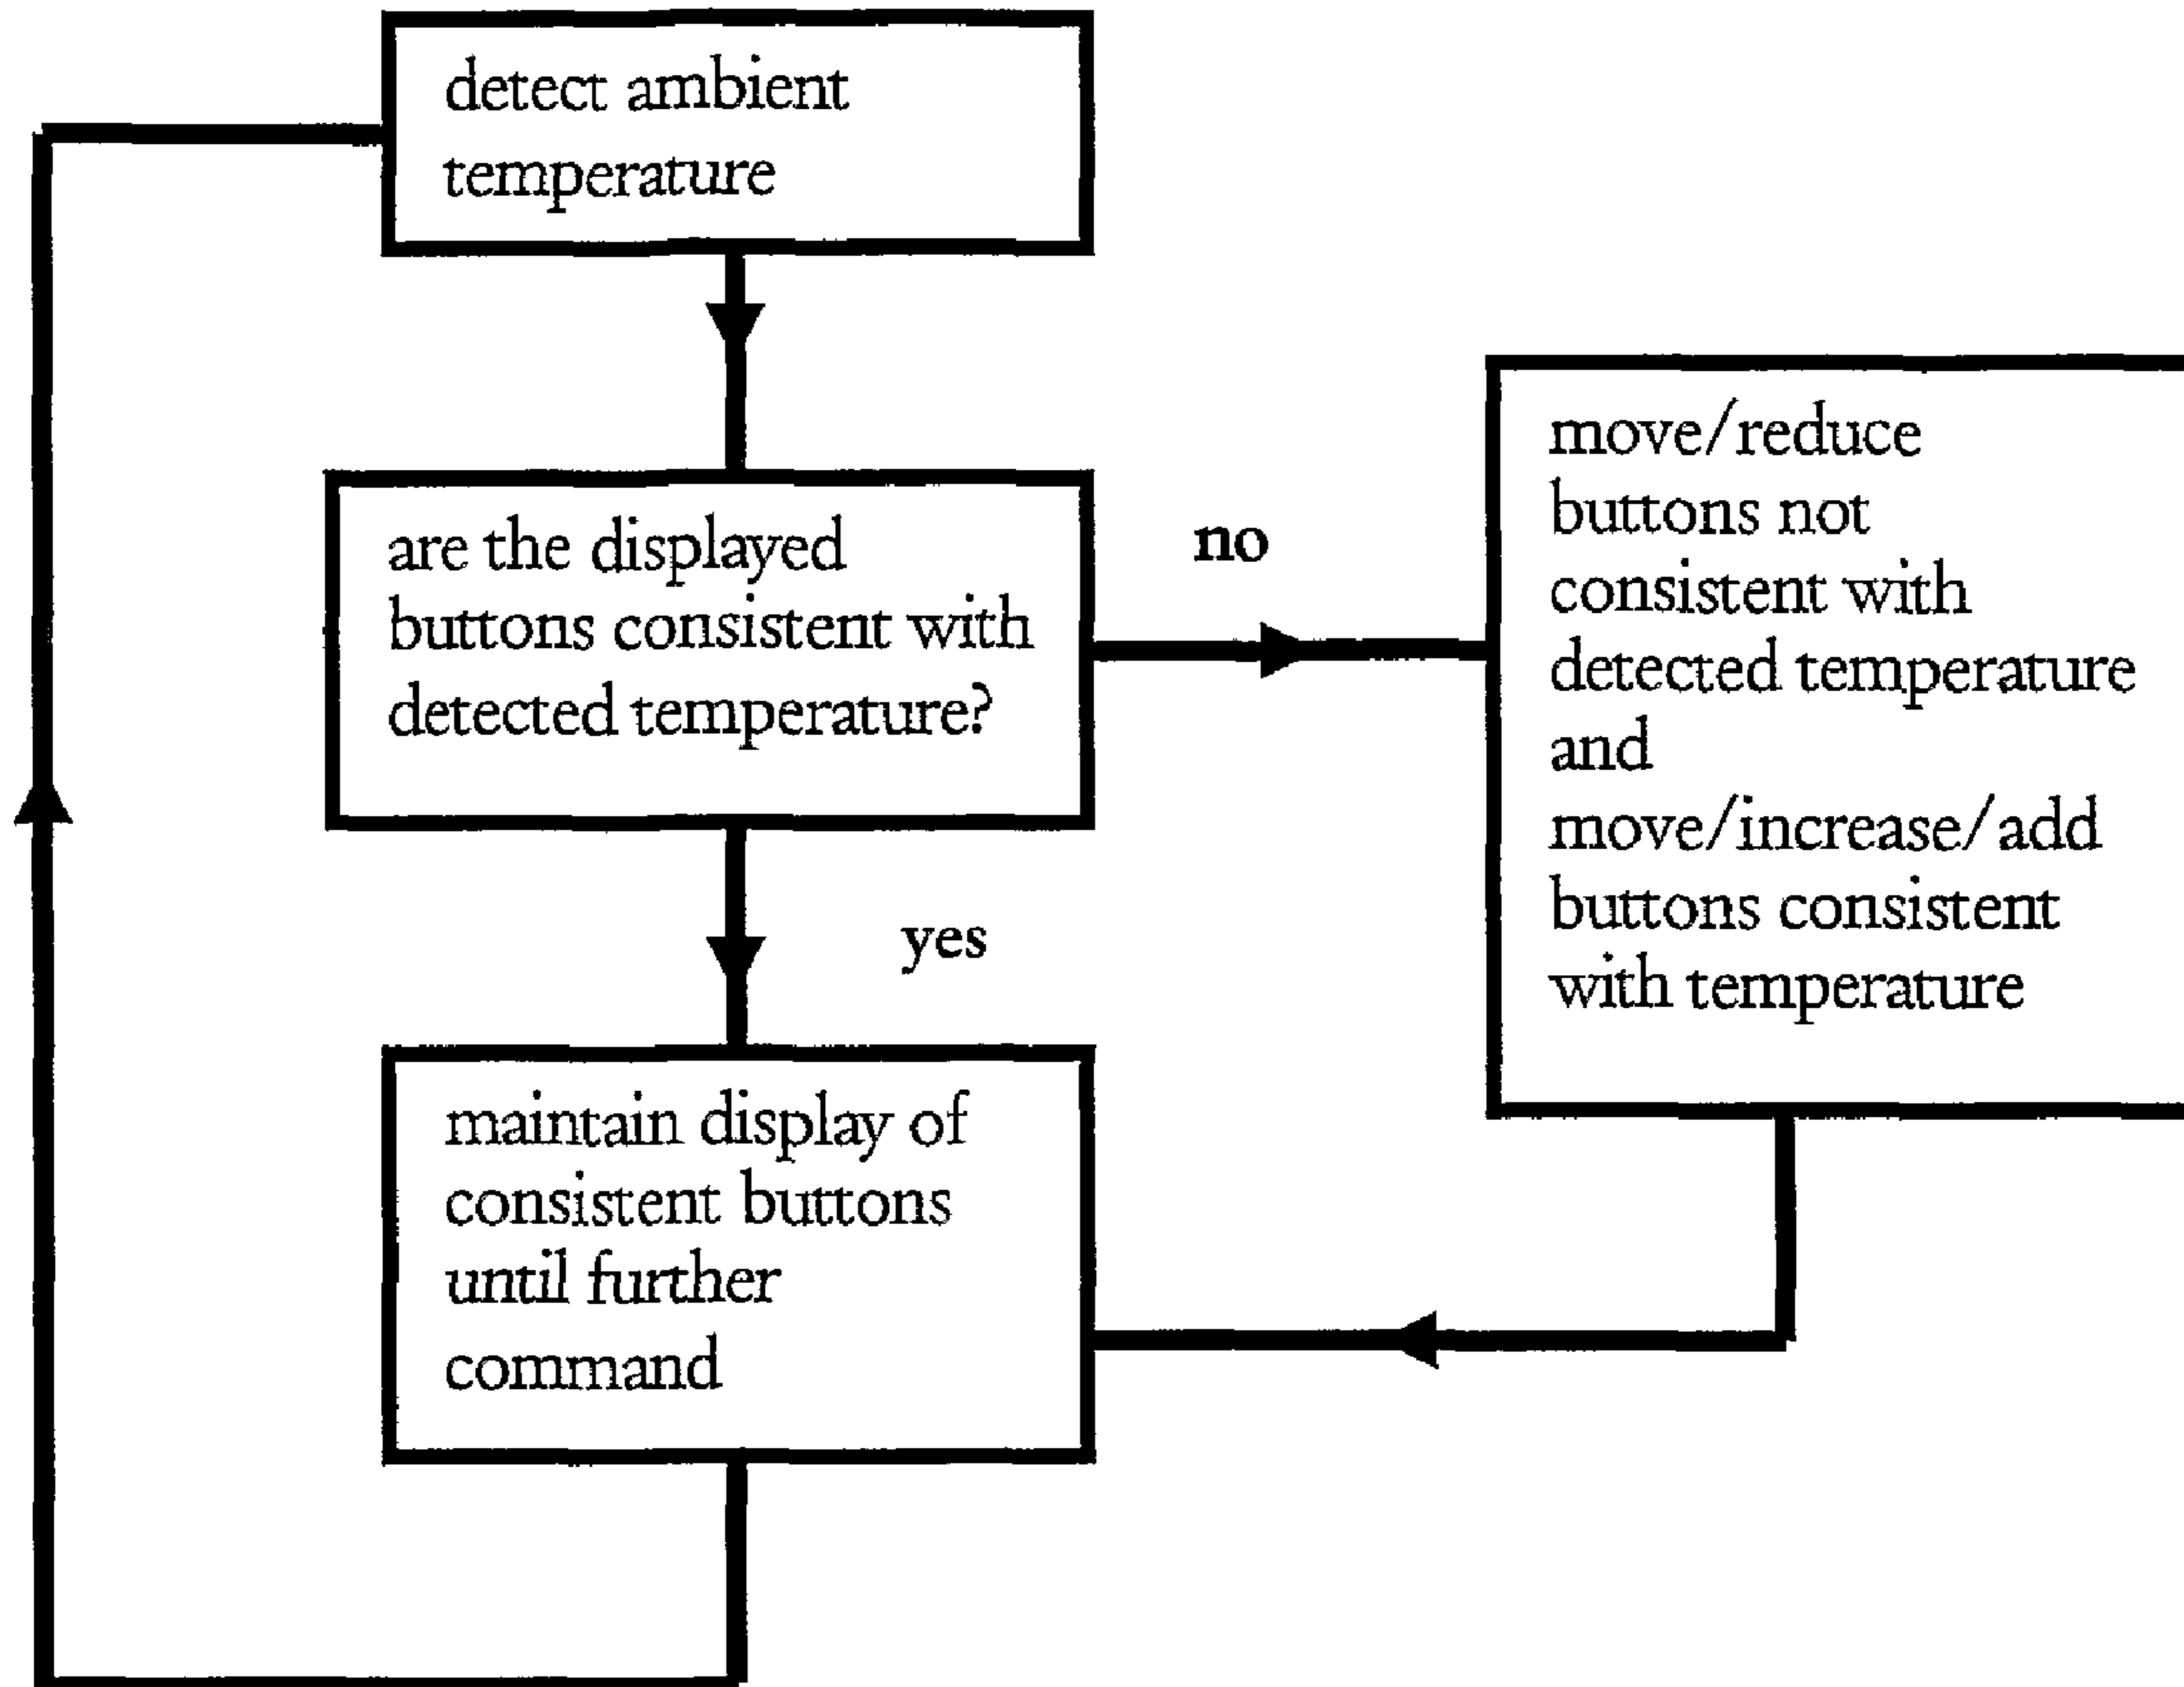 detect ambient
temperature
are the displayed
buttons consistent with
detected temperature?
no
move/reduce
buttons not
consistent with
detected temperature
and
move/increase/add
buttons consistent
with temperature
yes
maintain display of
consistent buttons
until further
command